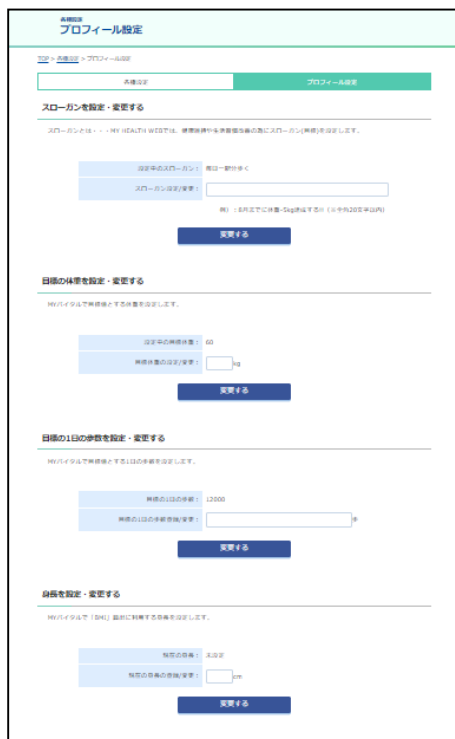 各種設定
プロフィール設定
TOP > 各種設定 > プロフィール設定
各種設定
プロフィール設定
スローガンを設定・変更する
スローガンとは・・・MY HEALTH WEBでは、健康維持や生活習慣改善の為にスローガン(目標)を設定します。
設定中のスローガン： 毎日一駅分歩く
スローガン設定/変更：
例）：8月までに体重-5kg達成する!!（※全角20文字以内）
変更する
目標の体重を設定・変更する
MYバイタルで目標値とする体重を設定します。
設定中の目標体重： 60
目標体重の設定/変更： kg
変更する
目標の1日の歩数を設定・変更する
MYバイタルで目標値とする1日の歩数を設定します。
目標の1日の歩数： 12000
目標の1日の歩数登録/変更： 歩
変更する
身長を設定・変更する
MYバイタルで「BMI」算出に利用する身長を設定します。
現在の身長： 未設定
現在の身長の登録/変更： cm
変更する